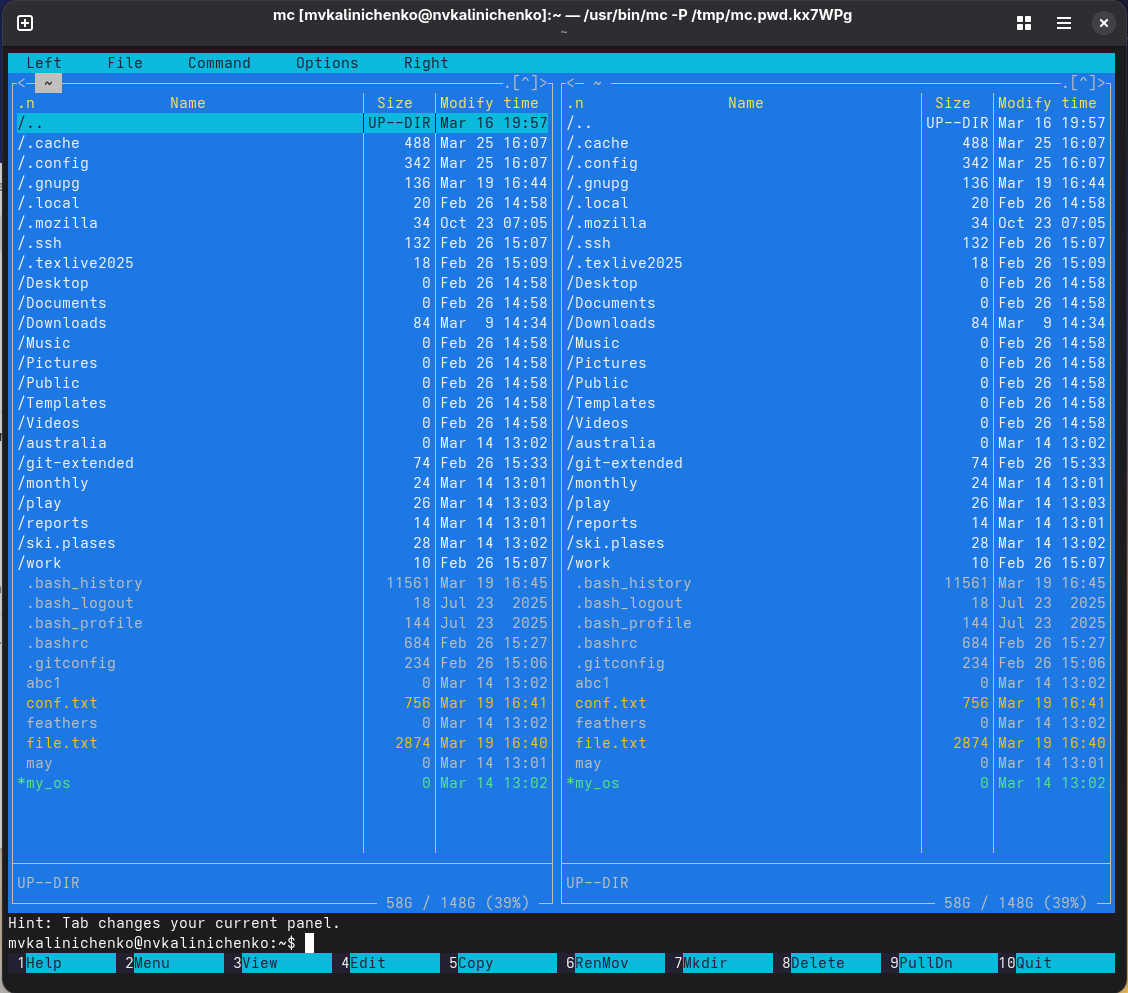 mc [mvkalinichenko@nvkalinichenko]:~ — /usr/bin/mc -P /tmp/mc.pwd.kx7WPg
~
Left File Command Options Right
<─ ~ ─.[^]>─ <─ ~ ─.[^]>─
.n Name │ Size │Modify time .n Name │ Size │Modify time
/.. │UP--DIR│Mar 16 19:57 /.. │UP--DIR│Mar 16 19:57
/.cache │ 488│Mar 25 16:07 /.cache │ 488│Mar 25 16:07
/.config │ 342│Mar 25 16:07 /.config │ 342│Mar 25 16:07
/.gnupg │ 136│Mar 19 16:44 /.gnupg │ 136│Mar 19 16:44
/.local │ 20│Feb 26 14:58 /.local │ 20│Feb 26 14:58
/.mozilla │ 34│Oct 23 07:05 /.mozilla │ 34│Oct 23 07:05
/.ssh │ 132│Feb 26 15:07 /.ssh │ 132│Feb 26 15:07
/.texlive2025 │ 18│Feb 26 15:09 /.texlive2025 │ 18│Feb 26 15:09
/Desktop │ 0│Feb 26 14:58 /Desktop │ 0│Feb 26 14:58
/Documents │ 0│Feb 26 14:58 /Documents │ 0│Feb 26 14:58
/Downloads │ 84│Mar  9 14:34 /Downloads │ 84│Mar  9 14:34
/Music │ 0│Feb 26 14:58 /Music │ 0│Feb 26 14:58
/Pictures │ 0│Feb 26 14:58 /Pictures │ 0│Feb 26 14:58
/Public │ 0│Feb 26 14:58 /Public │ 0│Feb 26 14:58
/Templates │ 0│Feb 26 14:58 /Templates │ 0│Feb 26 14:58
/Videos │ 0│Feb 26 14:58 /Videos │ 0│Feb 26 14:58
/australia │ 0│Mar 14 13:02 /australia │ 0│Mar 14 13:02
/git-extended │ 74│Feb 26 15:33 /git-extended │ 74│Feb 26 15:33
/monthly │ 24│Mar 14 13:01 /monthly │ 24│Mar 14 13:01
/play │ 26│Mar 14 13:03 /play │ 26│Mar 14 13:03
/reports │ 14│Mar 14 13:01 /reports │ 14│Mar 14 13:01
/ski.plases │ 28│Mar 14 13:02 /ski.plases │ 28│Mar 14 13:02
/work │ 10│Feb 26 15:07 /work │ 10│Feb 26 15:07
.bash_history │ 11561│Mar 19 16:45 .bash_history │ 11561│Mar 19 16:45
.bash_logout │ 18│Jul 23  2025 .bash_logout │ 18│Jul 23  2025
.bash_profile │ 144│Jul 23  2025 .bash_profile │ 144│Jul 23  2025
.bashrc │ 684│Feb 26 15:27 .bashrc │ 684│Feb 26 15:27
.gitconfig │ 234│Feb 26 15:06 .gitconfig │ 234│Feb 26 15:06
abc1 │ 0│Mar 14 13:02 abc1 │ 0│Mar 14 13:02
conf.txt │ 756│Mar 19 16:41 conf.txt │ 756│Mar 19 16:41
feathers │ 0│Mar 14 13:02 feathers │ 0│Mar 14 13:02
file.txt │ 2874│Mar 19 16:40 file.txt │ 2874│Mar 19 16:40
may │ 0│Mar 14 13:01 may │ 0│Mar 14 13:01
*my_os │ 0│Mar 14 13:02 *my_os │ 0│Mar 14 13:02
UP--DIR UP--DIR
58G / 148G (39%) 58G / 148G (39%)
Hint: Tab changes your current panel.
mvkalinichenko@nvkalinichenko:~$
1Help 2Menu 3View 4Edit 5Copy 6RenMov 7Mkdir 8Delete 9PullDn 10Quit